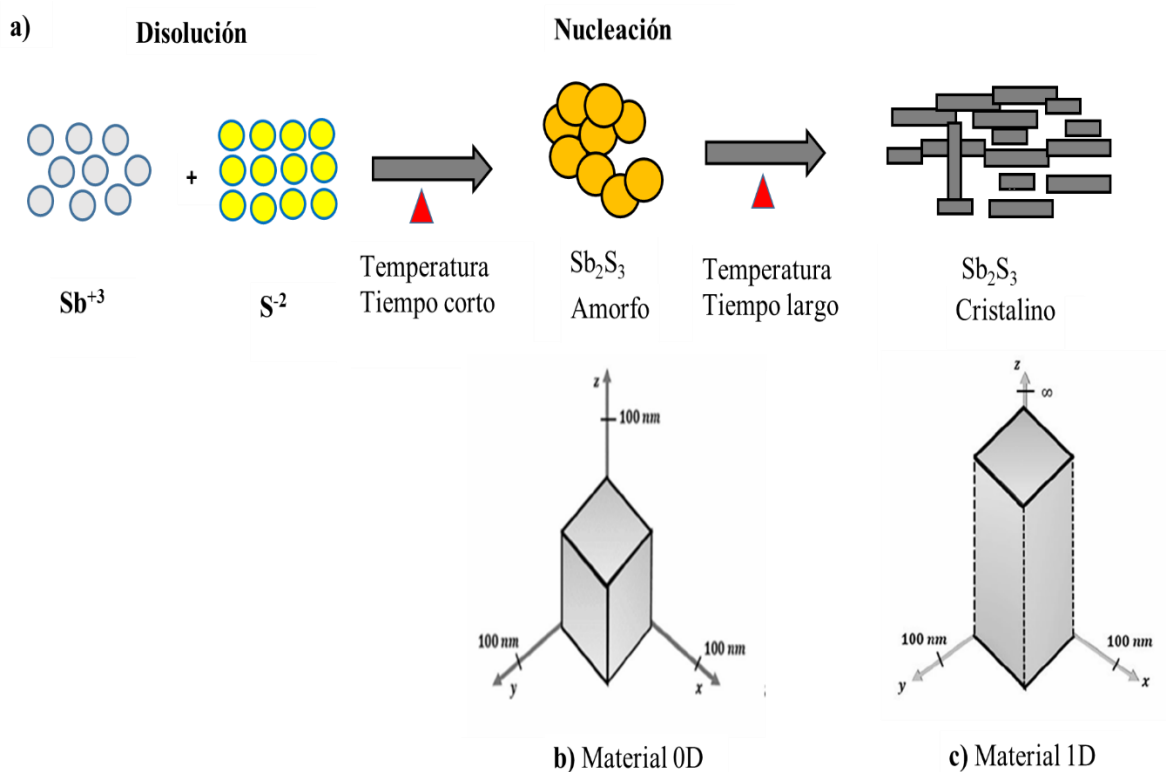 a)
Disolución
Nucleación
+
Temperatura
Tiempo corto
Sb₂S₃
Amorfo
Temperatura
Tiempo largo
Sb₂S₃
Cristalino
Sb⁺³
S⁻²
z
100 nm
100 nm
y
100 nm
x
b) Material 0D
z
∞
100 nm
y
100 nm
x
c) Material 1D